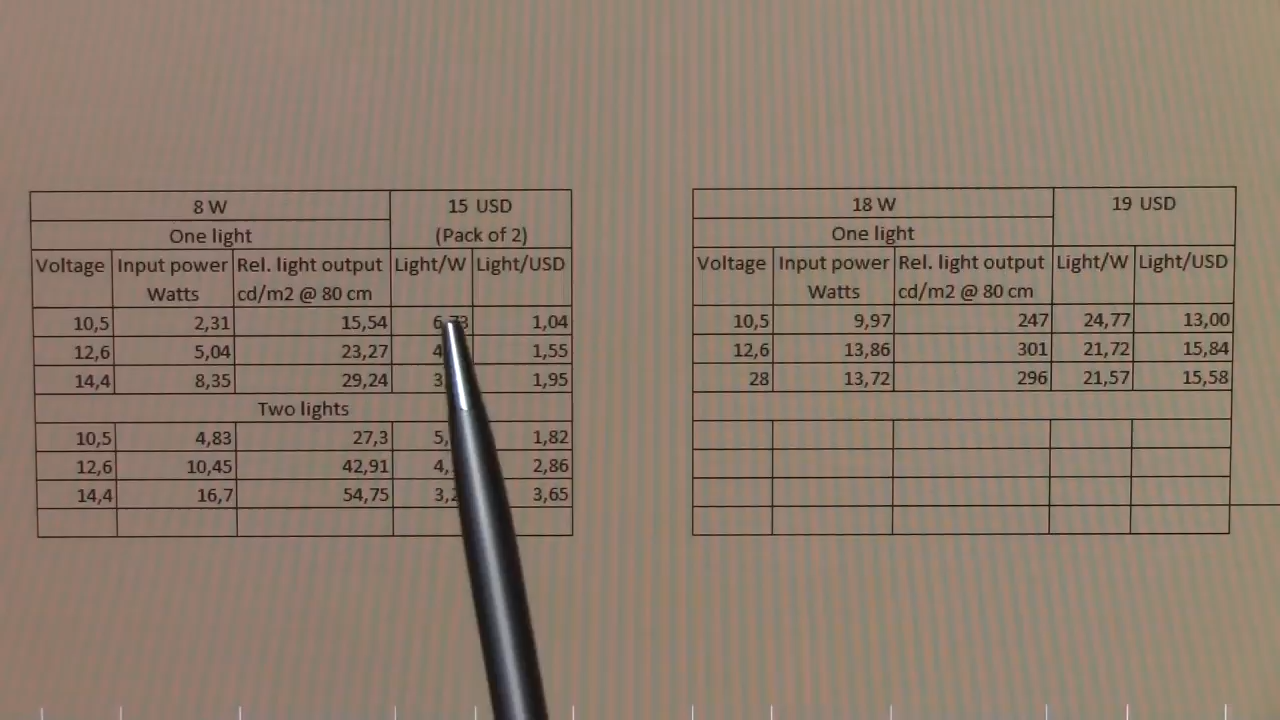 8 W 15 USD
One light (Pack of 2)
Voltage Input power Rel. light output Light/W Light/USD
Watts cd/m2 @ 80 cm
10,5 2,31 15,54 6,73 1,04
12,6 5,04 23,27 1,55
14,4 8,35 29,24 1,95
Two lights
10,5 4,83 27,3 1,82
12,6 10,45 42,91 2,86
14,4 16,7 54,75 3,65
18 W 19 USD
One light
Voltage Input power Rel. light output Light/W Light/USD
Watts cd/m2 @ 80 cm
10,5 9,97 247 24,77 13,00
12,6 13,86 301 21,72 15,84
28 13,72 296 21,57 15,58